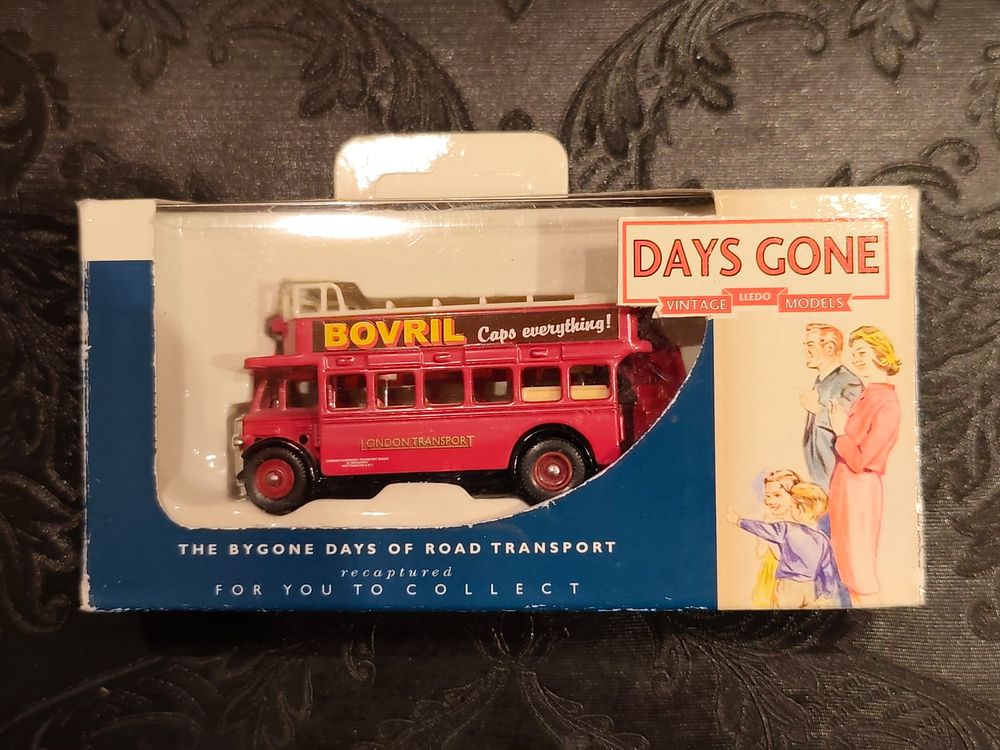 DAYS GONE
VINTAGE LLEDO MODELS
BOVRIL Caps everything!
LONDON TRANSPORT
THE BYGONE DAYS OF ROAD TRANSPORT
recaptured
FOR YOU TO COLLECT